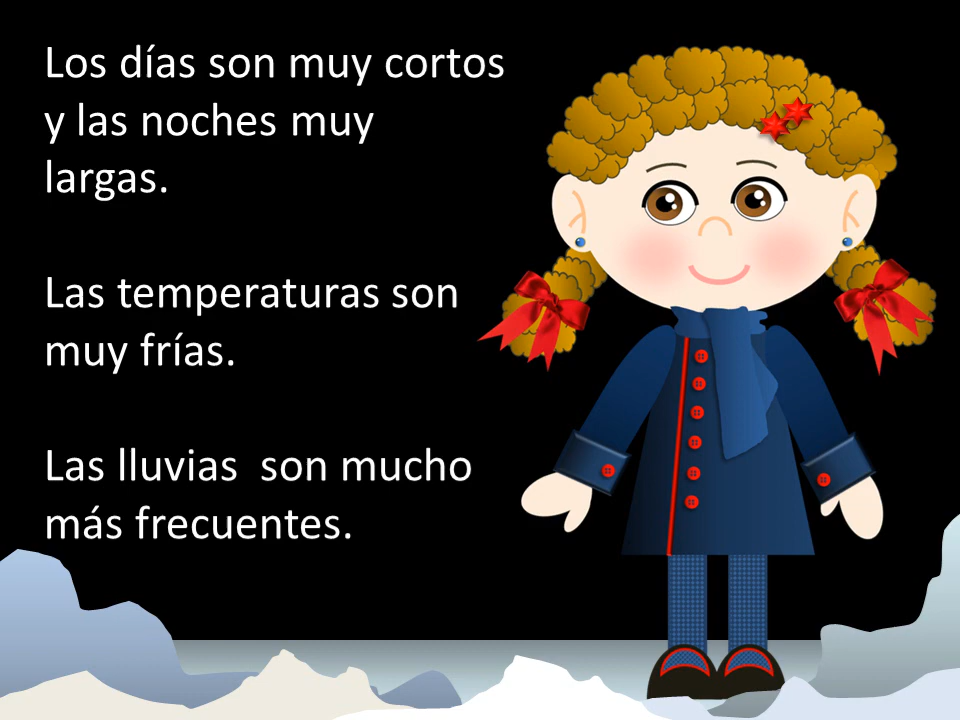 Los días son muy cortos
y las noches muy
largas.
Las temperaturas son
muy frías.
Las lluvias  son mucho
más frecuentes.